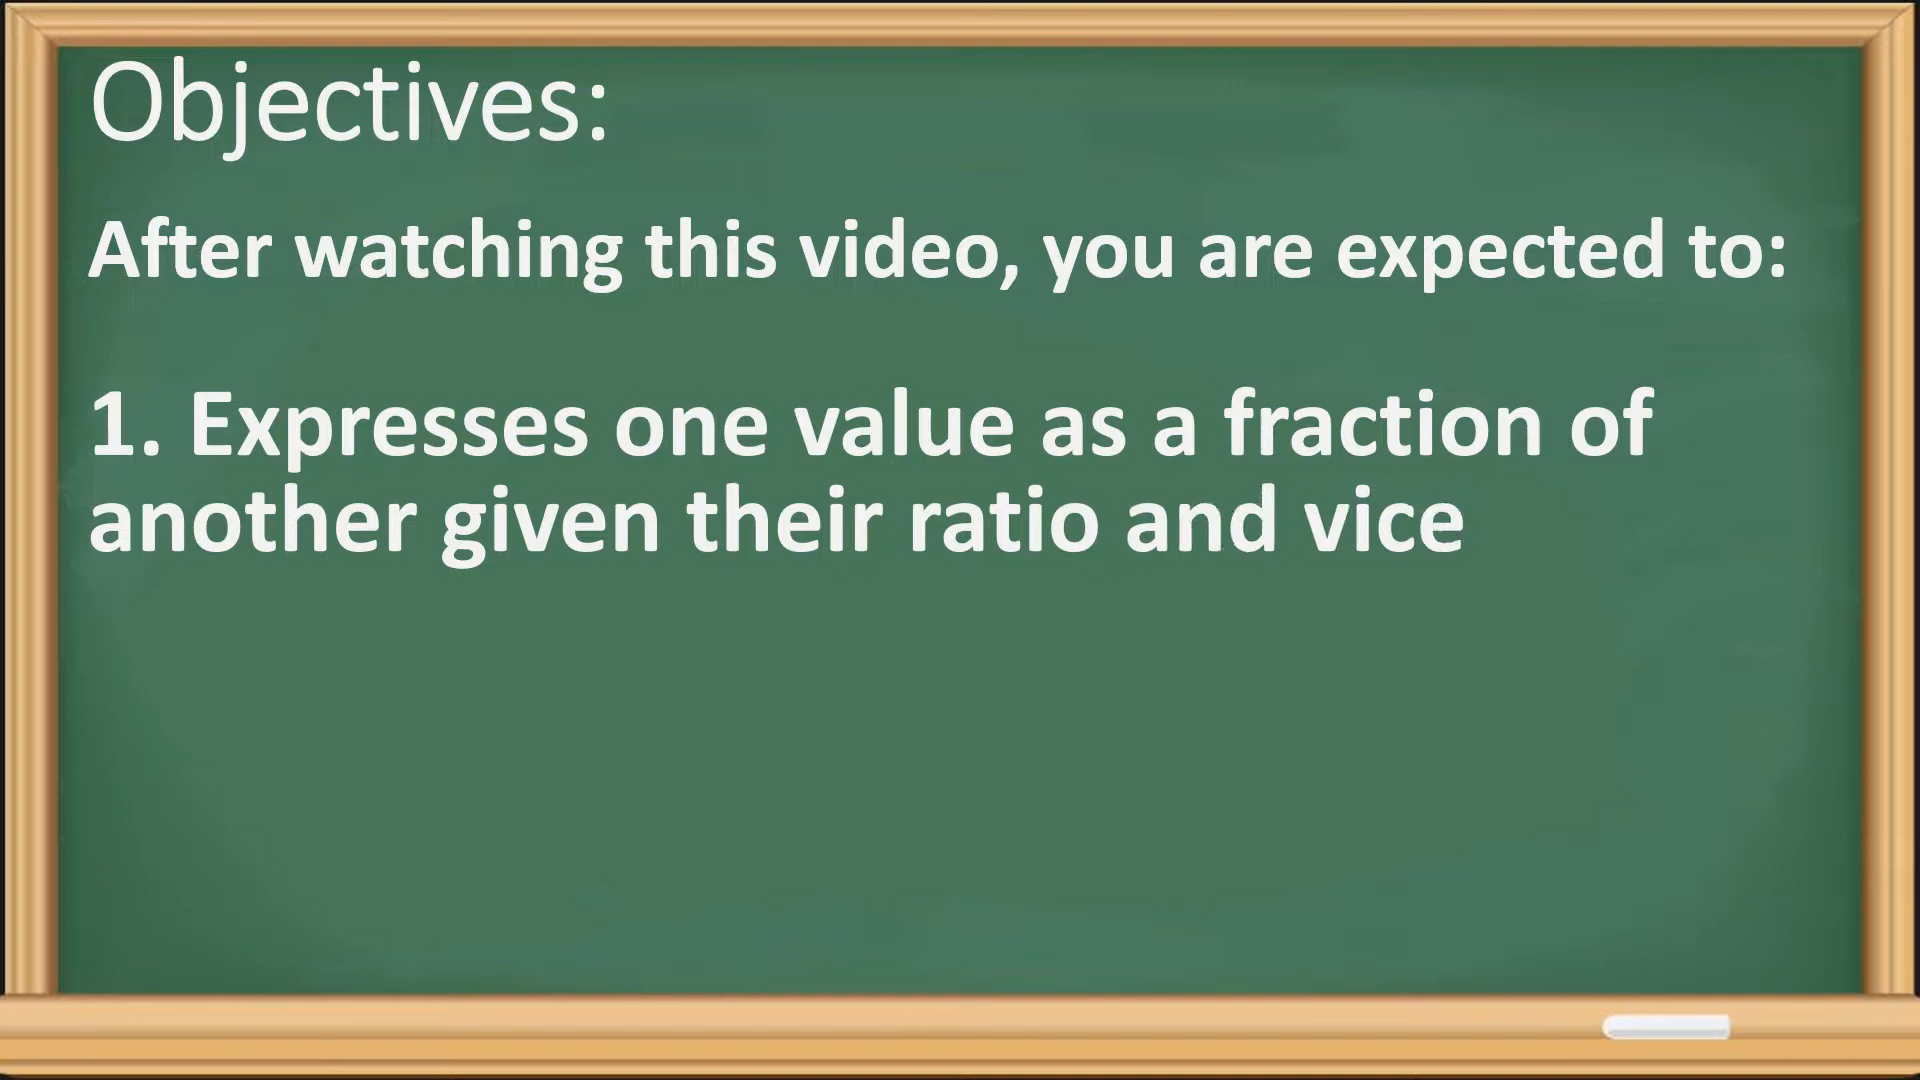 Objectives:
After watching this video, you are expected to:
1. Expresses one value as a fraction of
another given their ratio and vice